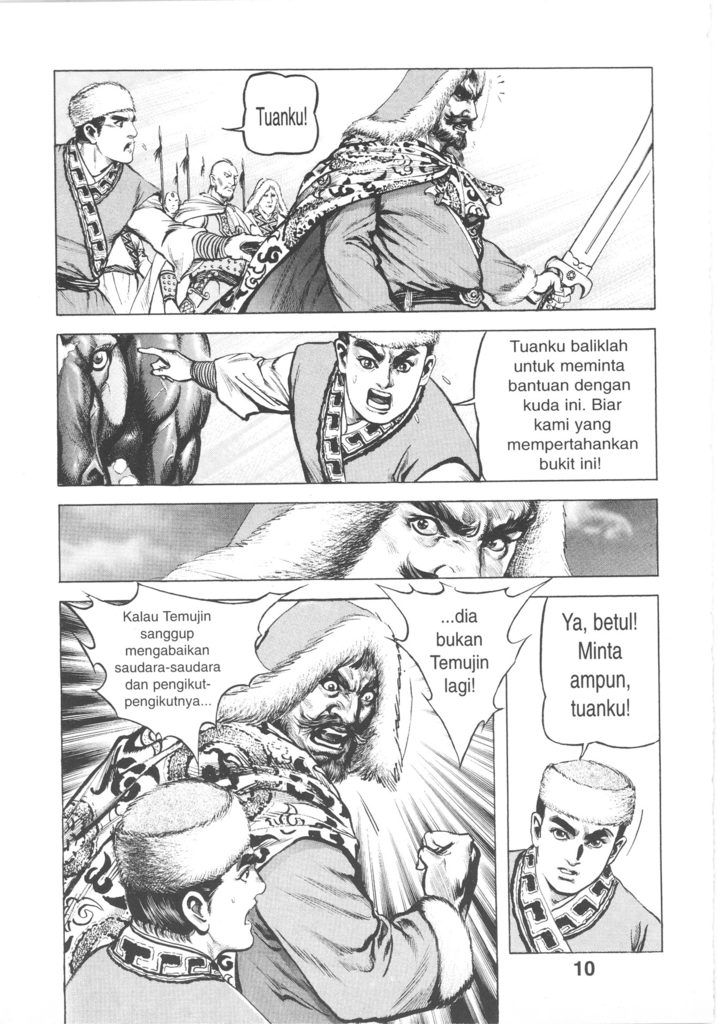 Tuanku!
Tuanku baliklah
untuk meminta
bantuan dengan
kuda ini. Biar
kami yang
mempertahankan
bukit ini!
Kalau Temujin
sanggup
mengabaikan
saudara-saudara
dan pengikut-
pengikutnya...
...dia
bukan
Temujin
lagi!
Ya, betul!
Minta
ampun,
tuanku!
10